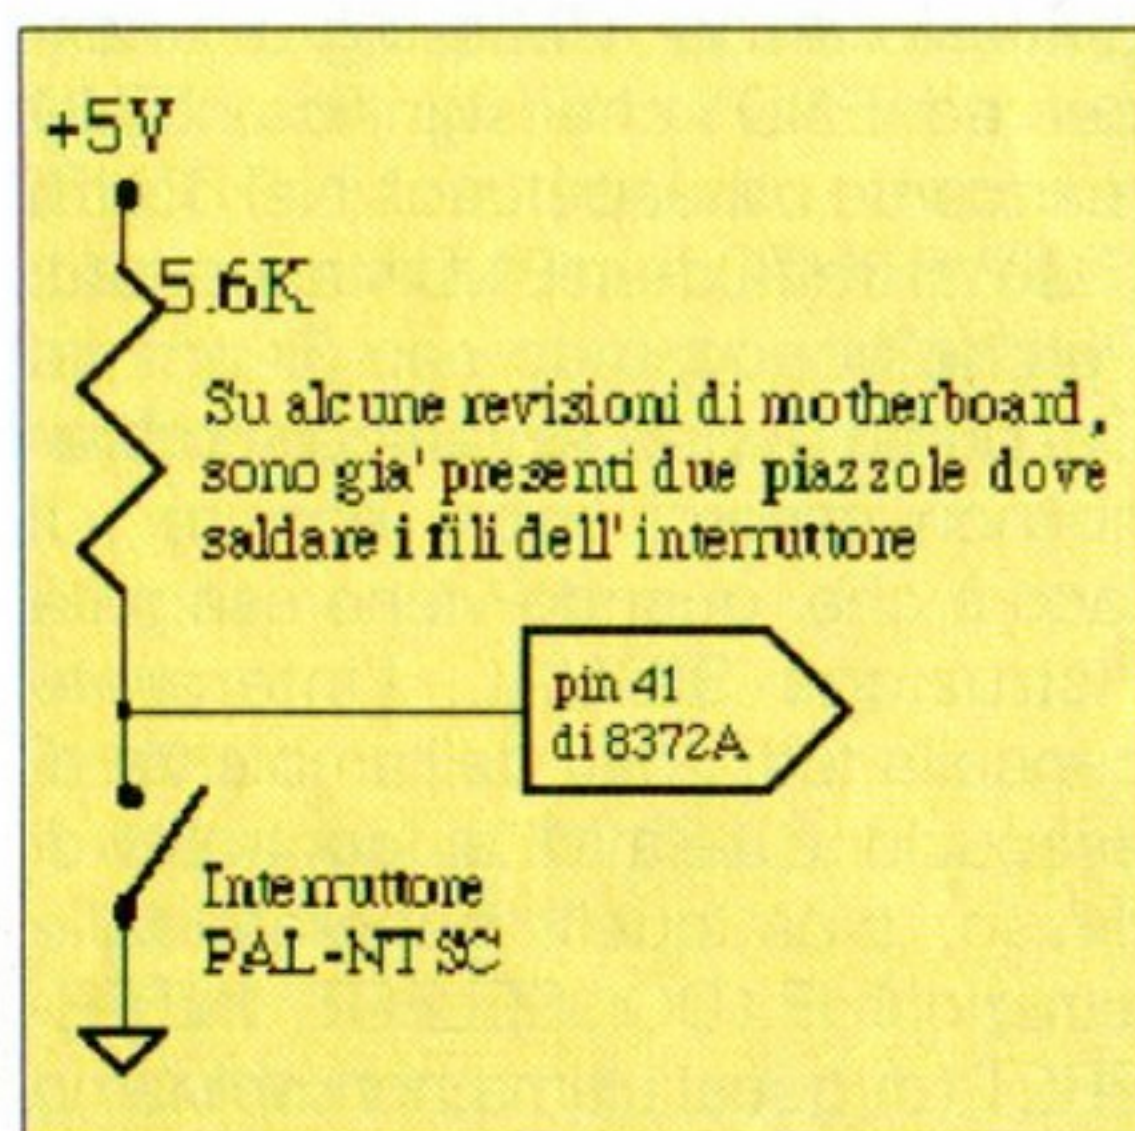 +5V
5.6K
Su alcune revisioni di motherboard,
sono gia' presenti due piazzole dove
saldare i fili dell' interruttore
pin 41
di 8372A
Interruttore
PAL-NTSC